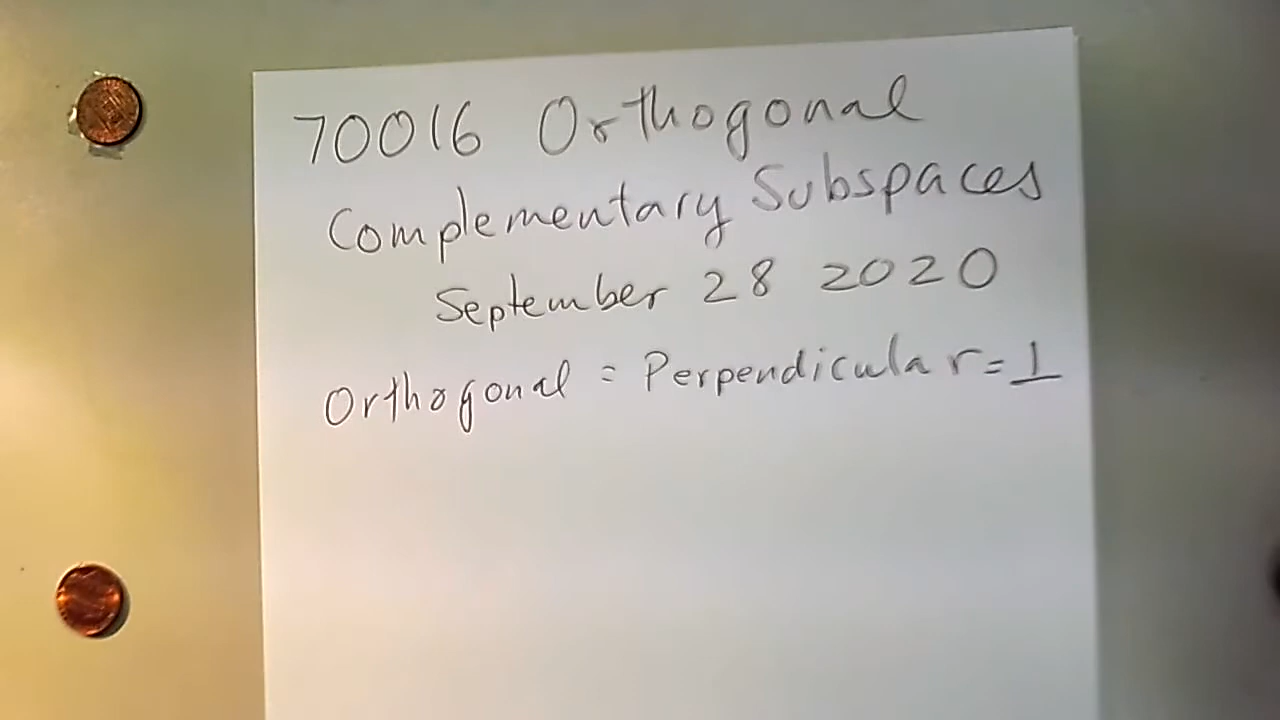 70016 Orthogonal
Complementary Subspaces
September 28 2020
Orthogonal = Perpendicular = ⊥